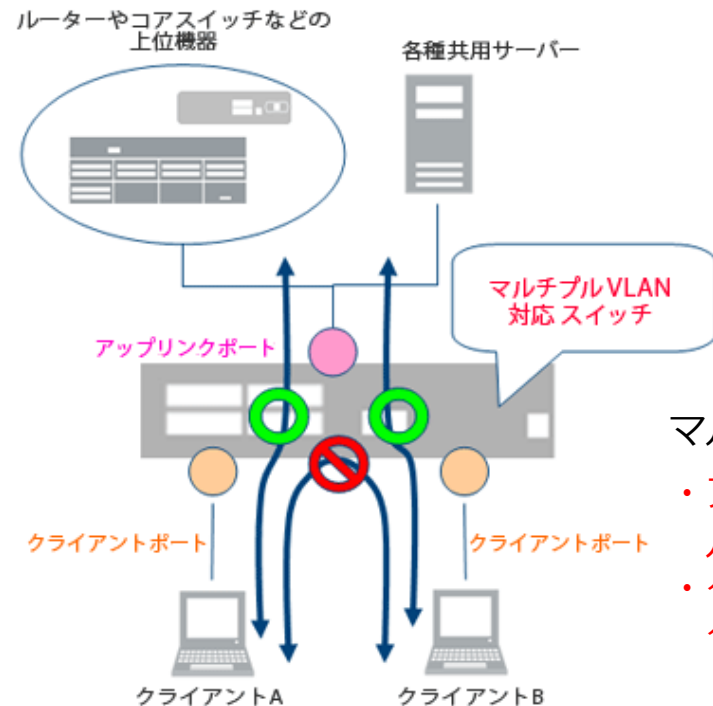 ルーターやコアスイッチなどの
上位機器
各種共用サーバー
マルチプル VLAN
対応 スイッチ
アップリンクポート
クライアントポート
クライアントポート
クライアントA
クライアントB